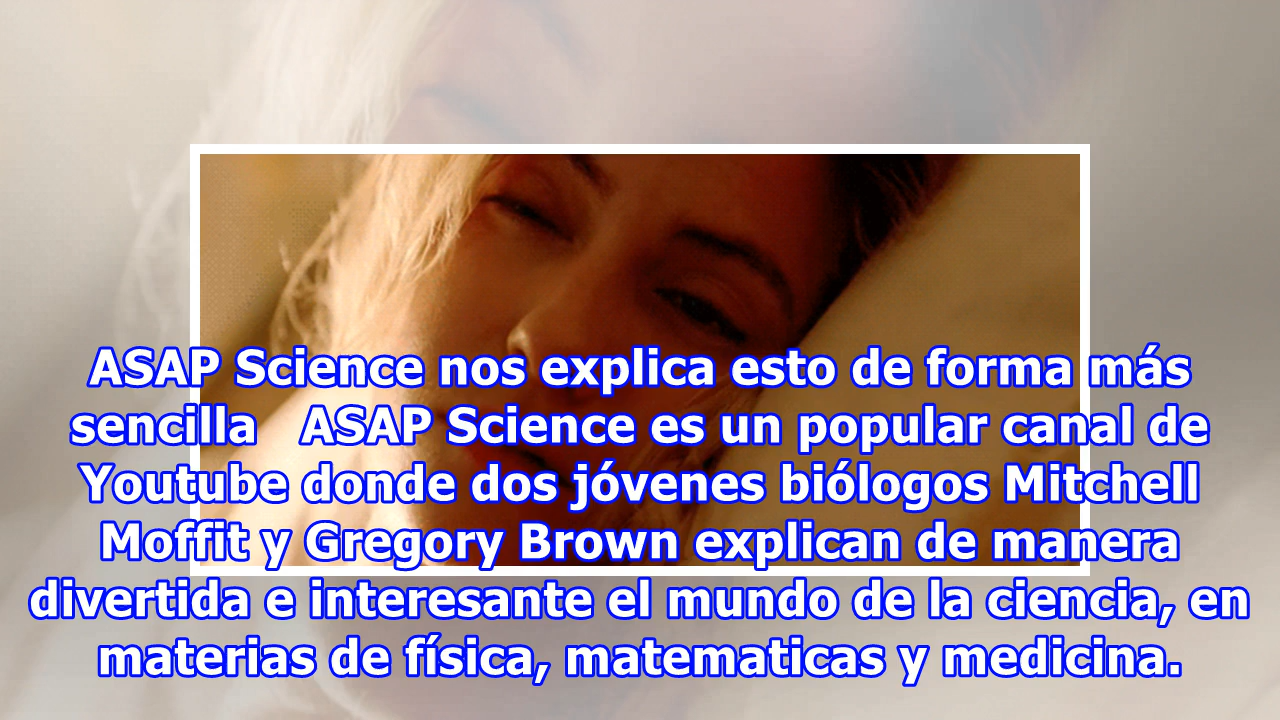 ASAP Science nos explica esto de forma más
sencilla   ASAP Science es un popular canal de
Youtube donde dos jóvenes biólogos Mitchell
Moffit y Gregory Brown explican de manera
divertida e interesante el mundo de la ciencia, en
materias de física, matematicas y medicina.